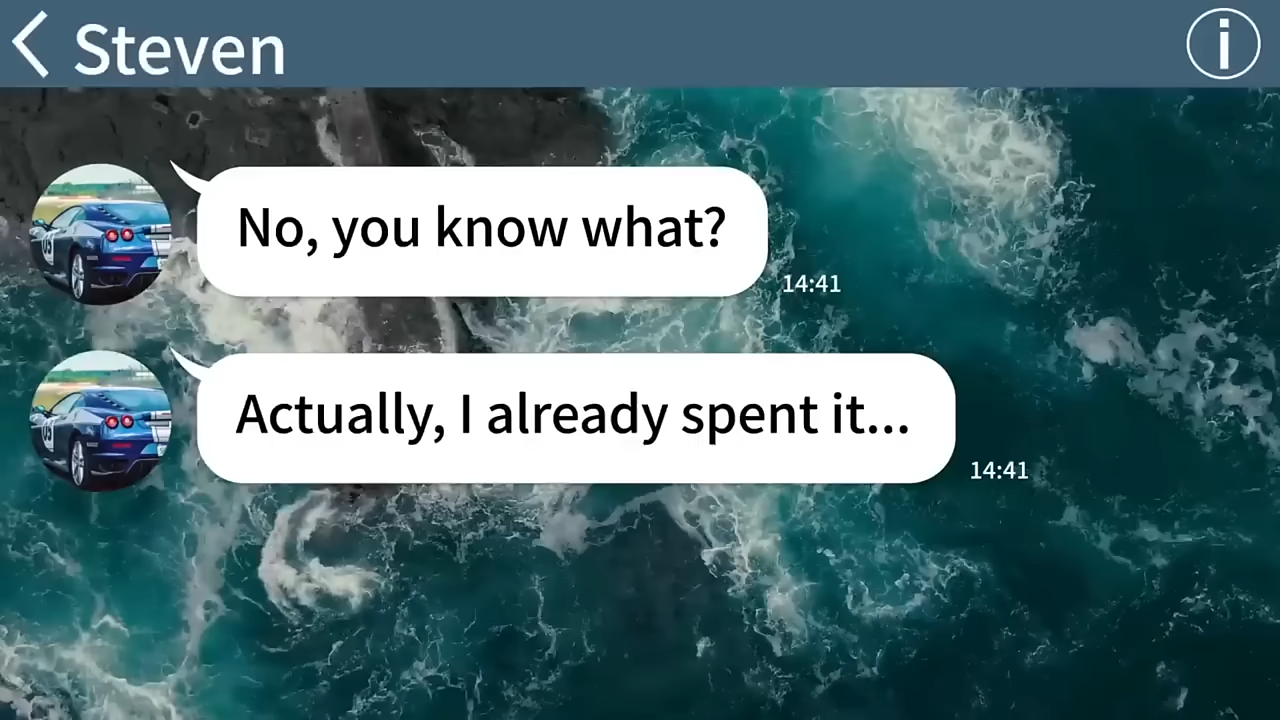 Steven
No, you know what?
14:41
Actually, I already spent it...
14:41